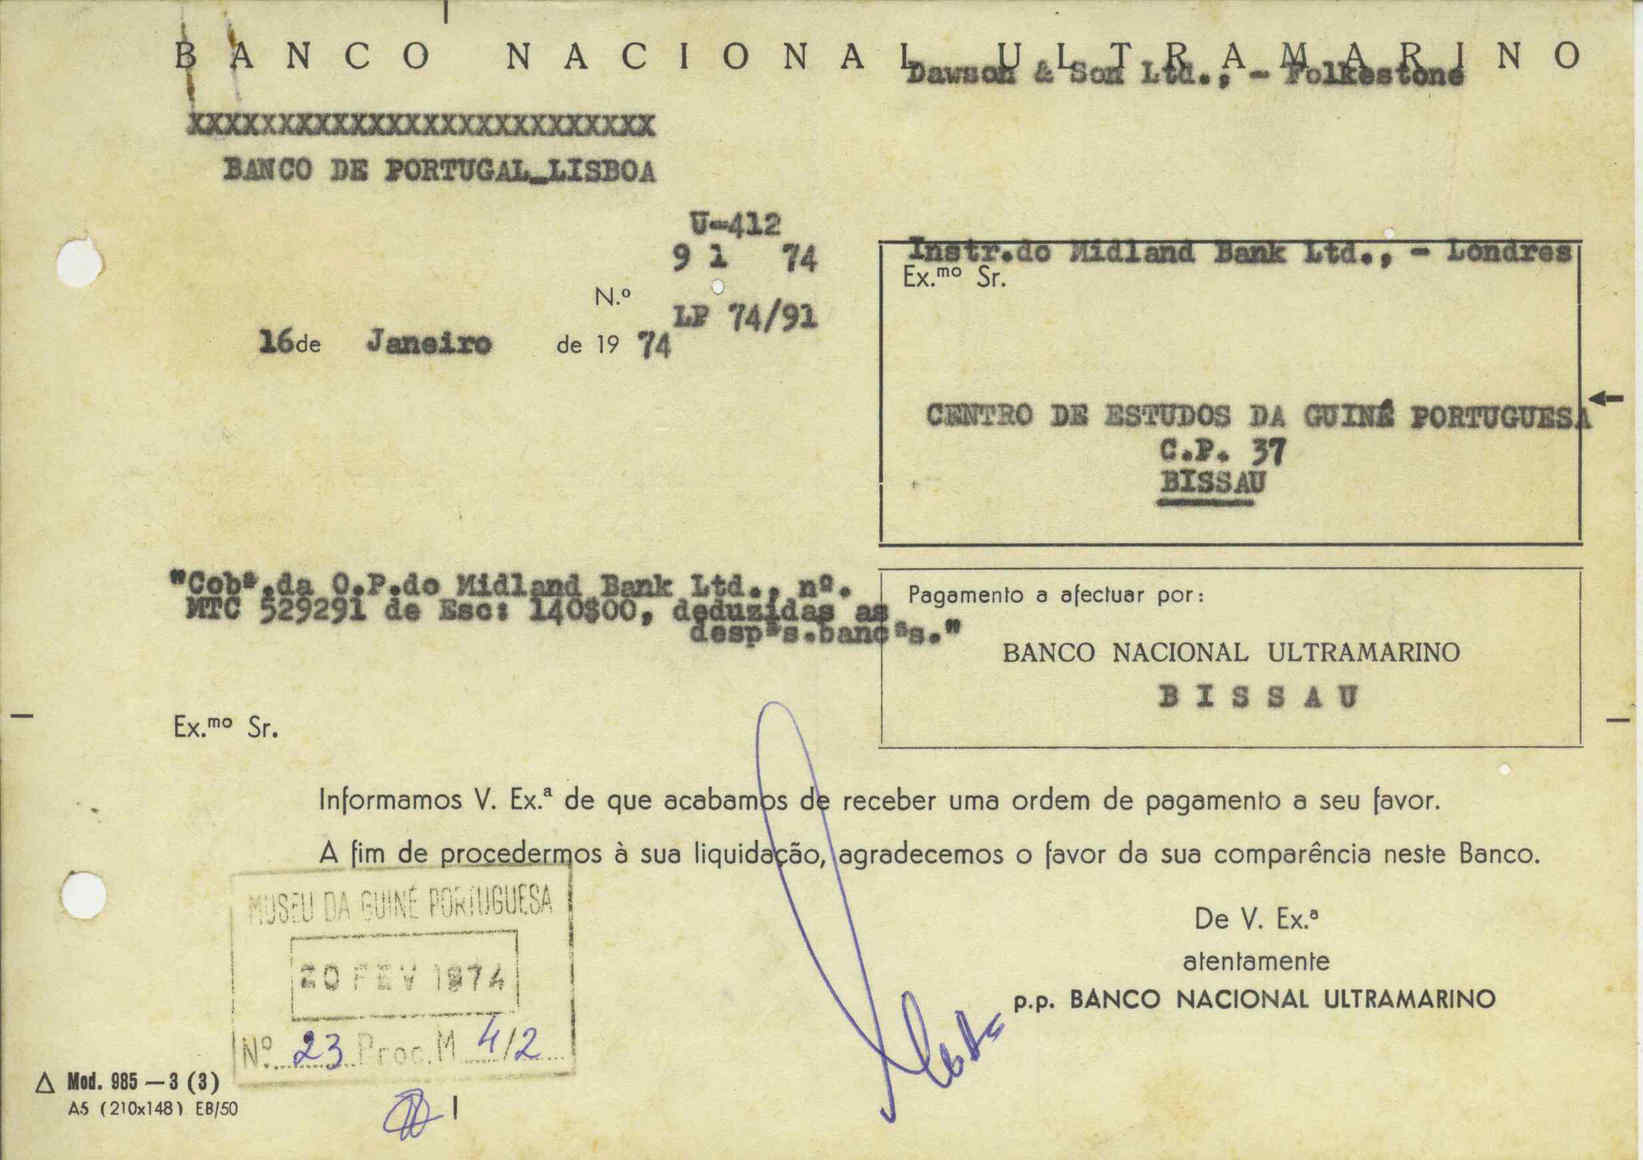 BANCO NACIONAL ULTRAMARINO
Dawson & Son Ltd., - Folkestone
XXXXXXXXXXXXXXXXXXXXXXXXXX
BANCO DE PORTUGAL_LISBOA
U-412
9 1 74
N.º
LP 74/91
16 de Janeiro de 19 74
Instr.do Midland Bank Ltd., - Londres
Ex.mo Sr.
CENTRO DE ESTUDOS DA GUINÉ PORTUGUESA
C.P. 37
BISSAU
"Cobª.da O.P.do Midland Bank Ltd., nº.
MTC 529291 de Esc: 140$00, deduzidas as
despªs.bancªs."
Pagamento a afectuar por:
BANCO NACIONAL ULTRAMARINO
BISSAU
Ex.mo Sr.
Informamos V. Ex.ª de que acabamos de receber uma ordem de pagamento a seu favor.
A fim de procedermos à sua liquidação, agradecemos o favor da sua comparência neste Banco.
De V. Ex.ª
atentamente
p.p. BANCO NACIONAL ULTRAMARINO
MUSEU DA GUINÉ PORTUGUESA
20 FEV 1974
Nº. 23 Proc. M 4/2
Mod. 985 — 3 (3)
A5 (210x148) EB/50